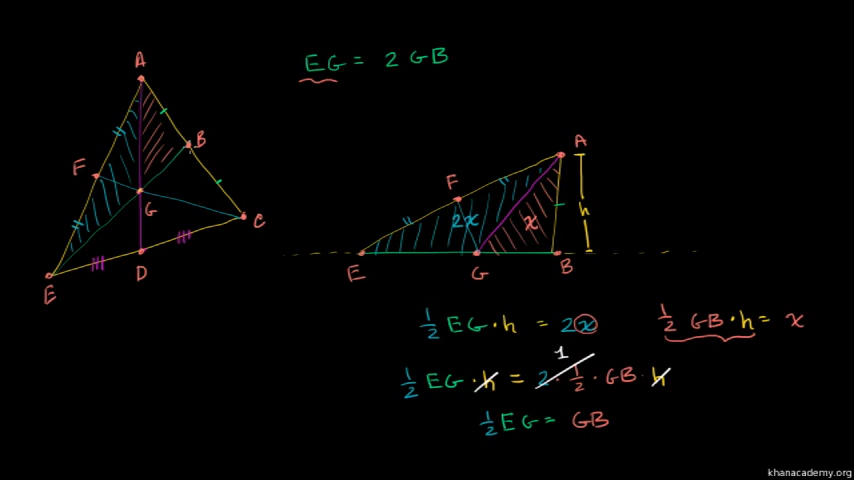 EG = 2 GB
A
B
F
G
C
D
E
A
F
2x
x
h
E
G
B
1/2 EG · h = 2x
1/2 GB · h = x
1
1/2 EG · h = 2 · 1/2 · GB · h
1/2 EG = GB
khanacademy.org